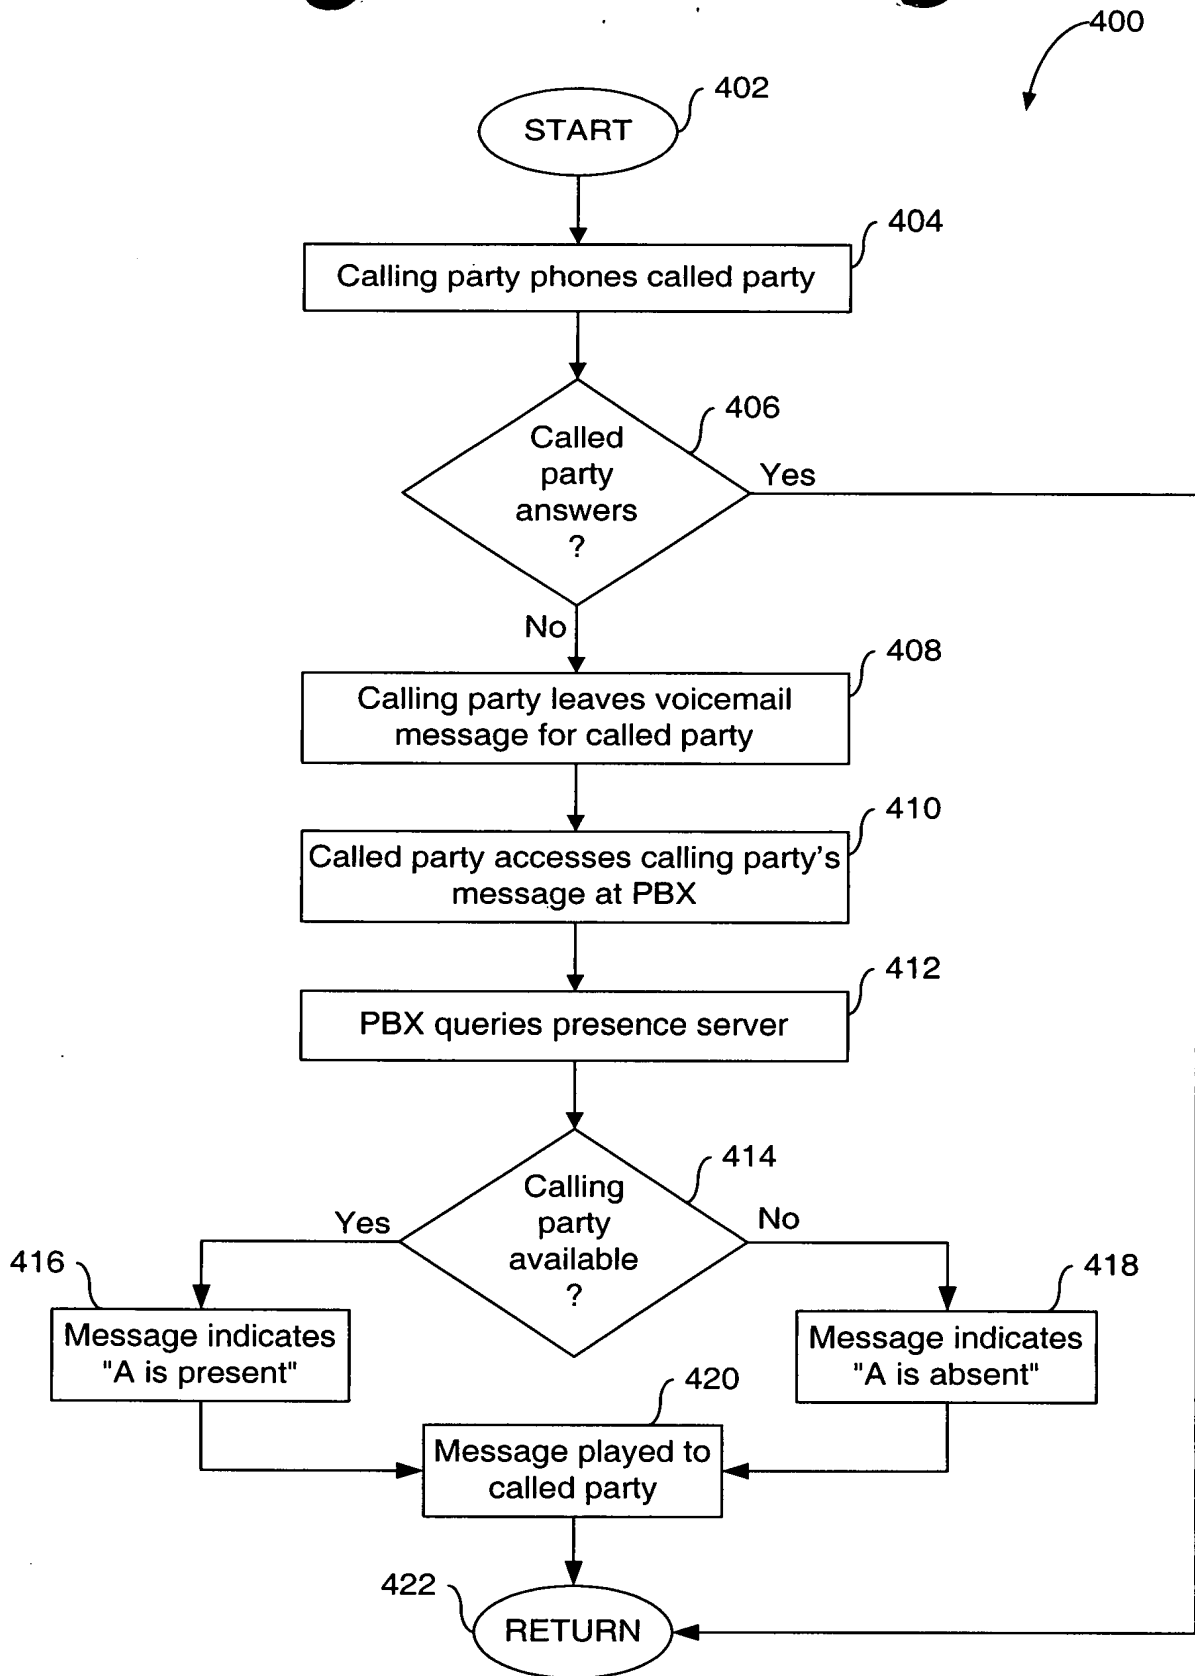 400
402
START
404
Calling party phones called party
406
Called
party
answers
?
Yes
No
408
Calling party leaves voicemail
message for called party
410
Called party accesses calling party's
message at PBX
412
PBX queries presence server
414
Calling
party
available
?
Yes
No
416
Message indicates
"A is present"
418
Message indicates
"A is absent"
420
Message played to
called party
422
RETURN